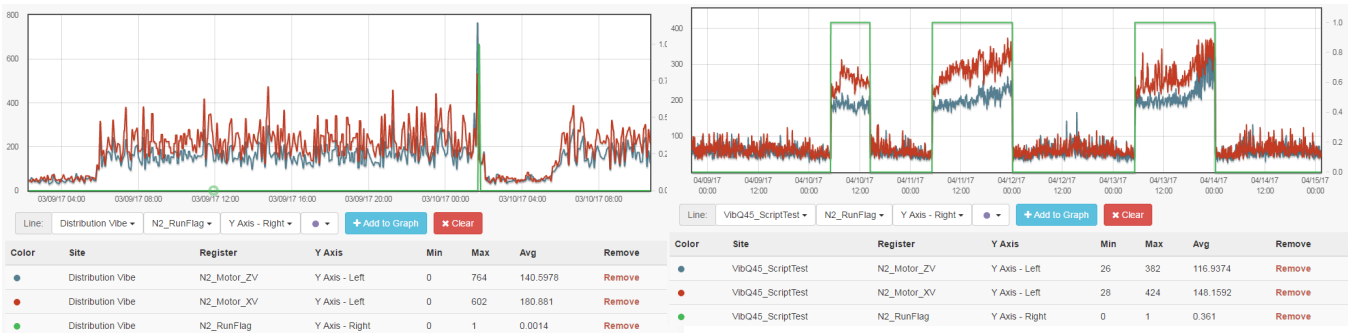 800
600
400
200
0
1.
0.
0.
0.2
0.
03/09/17 04:00 03/09/17 08:00 03/09/17 12:00 03/09/17 16:00 03/09/17 20:00 03/10/17 00:00 03/10/17 04:00 03/10/17 08:00
Line: Distribution Vibe N2_RunFlag Y Axis - Right + Add to Graph ✖ Clear
Color Site Register Y Axis Min Max Avg Remove
Distribution Vibe N2_Motor_ZV Y Axis - Left 0 764 140.5978 Remove
Distribution Vibe N2_Motor_XV Y Axis - Left 0 602 180.881 Remove
Distribution Vibe N2_RunFlag Y Axis - Right 0 1 0.0014 Remove
400
300
200
100
1.0
0.8
0.6
0.4
0.2
0.0
04/09/17 04/09/17 04/10/17 04/10/17 04/11/17 04/11/17 04/12/17 04/12/17 04/13/17 04/13/17 04/14/17 04/14/17 04/15/17
00:00 12:00 00:00 12:00 00:00 12:00 00:00 12:00 00:00 12:00 00:00 12:00 00:00
Line: VibQ45_ScriptTest N2_RunFlag Y Axis - Right + Add to Graph ✖ Clear
Color Site Register Y Axis Min Max Avg Remove
VibQ45_ScriptTest N2_Motor_ZV Y Axis - Left 26 382 116.9374 Remove
VibQ45_ScriptTest N2_Motor_XV Y Axis - Left 28 424 148.1592 Remove
VibQ45_ScriptTest N2_RunFlag Y Axis - Right 0 1 0.361 Remove